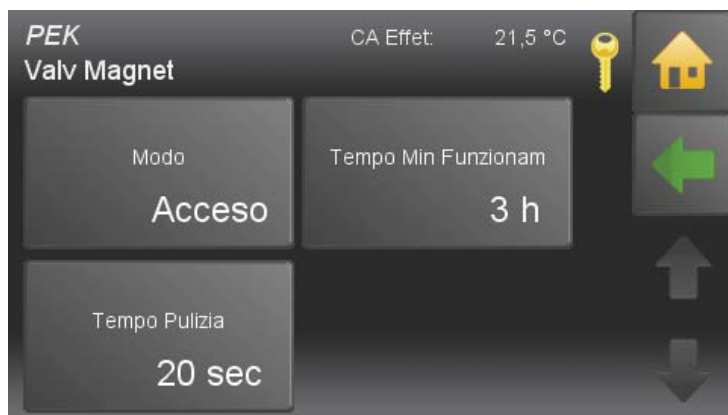 PEK CA Effet: 21,5 °C
Valv Magnet
Modo
Acceso
Tempo Min Funzionam
3 h
Tempo Pulizia
20 sec